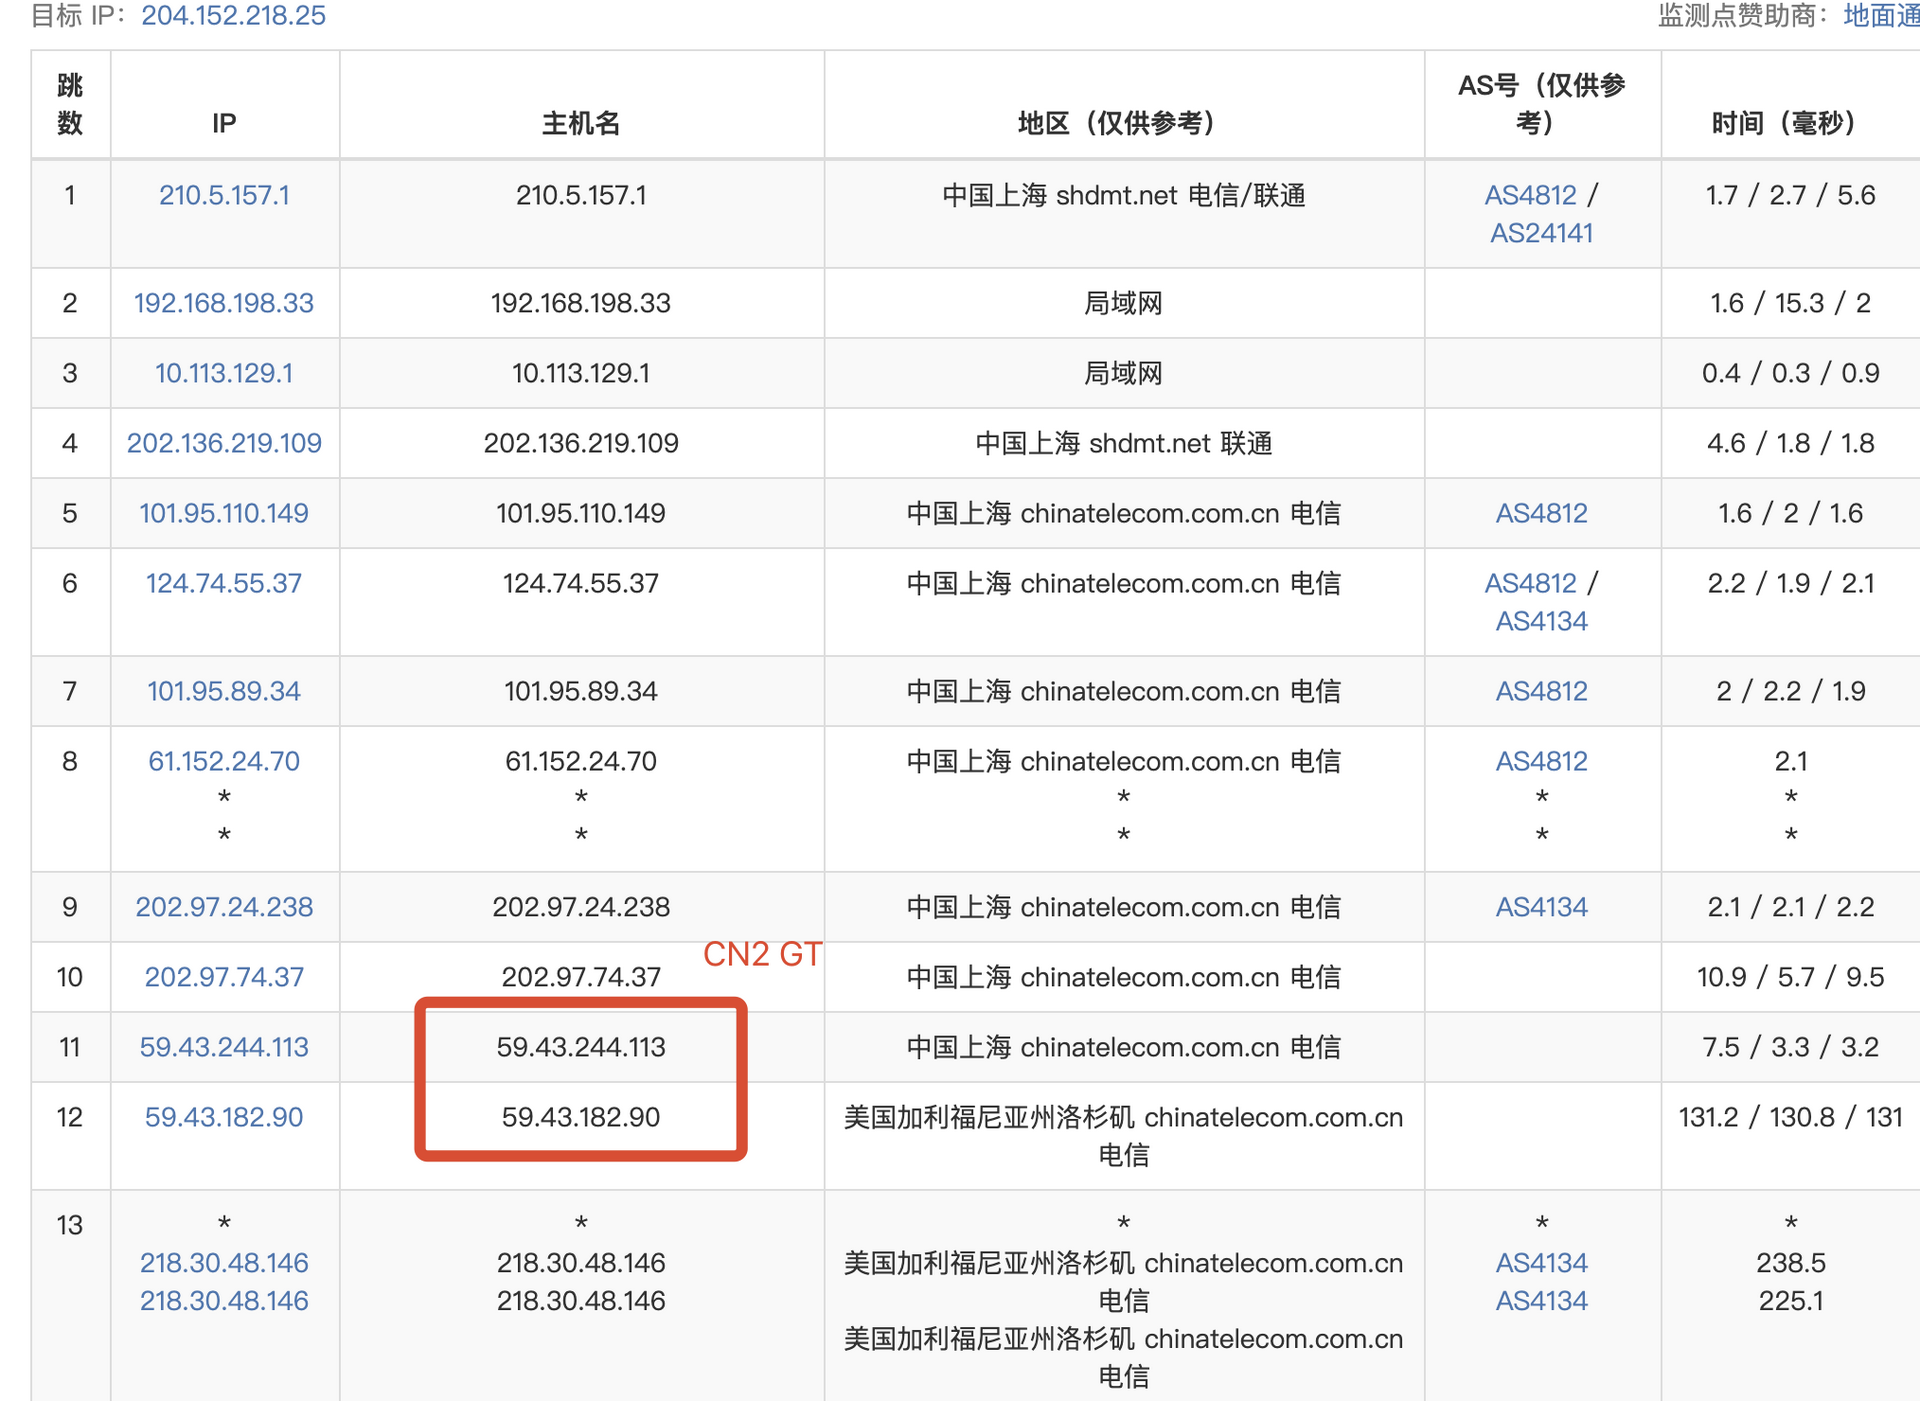 目标 IP： 204.152.218.25 监测点赞助商： 地面通
跳数 IP 主机名 地区（仅供参考） AS号（仅供参考） 时间（毫秒）
1 210.5.157.1 210.5.157.1 中国上海 shdmt.net 电信/联通 AS4812 / AS24141 1.7 / 2.7 / 5.6
2 192.168.198.33 192.168.198.33 局域网 1.6 / 15.3 / 2
3 10.113.129.1 10.113.129.1 局域网 0.4 / 0.3 / 0.9
4 202.136.219.109 202.136.219.109 中国上海 shdmt.net 联通 4.6 / 1.8 / 1.8
5 101.95.110.149 101.95.110.149 中国上海 chinatelecom.com.cn 电信 AS4812 1.6 / 2 / 1.6
6 124.74.55.37 124.74.55.37 中国上海 chinatelecom.com.cn 电信 AS4812 / AS4134 2.2 / 1.9 / 2.1
7 101.95.89.34 101.95.89.34 中国上海 chinatelecom.com.cn 电信 AS4812 2 / 2.2 / 1.9
8 61.152.24.70 61.152.24.70 中国上海 chinatelecom.com.cn 电信 AS4812 2.1
* * * * *
* * * * *
9 202.97.24.238 202.97.24.238 中国上海 chinatelecom.com.cn 电信 AS4134 2.1 / 2.1 / 2.2
CN2 GT
10 202.97.74.37 202.97.74.37 中国上海 chinatelecom.com.cn 电信 10.9 / 5.7 / 9.5
11 59.43.244.113 59.43.244.113 中国上海 chinatelecom.com.cn 电信 7.5 / 3.3 / 3.2
12 59.43.182.90 59.43.182.90 美国加利福尼亚州洛杉矶 chinatelecom.com.cn 电信 131.2 / 130.8 / 131
13 * * * * *
218.30.48.146 218.30.48.146 美国加利福尼亚州洛杉矶 chinatelecom.com.cn 电信 AS4134 238.5
218.30.48.146 218.30.48.146 美国加利福尼亚州洛杉矶 chinatelecom.com.cn 电信 AS4134 225.1